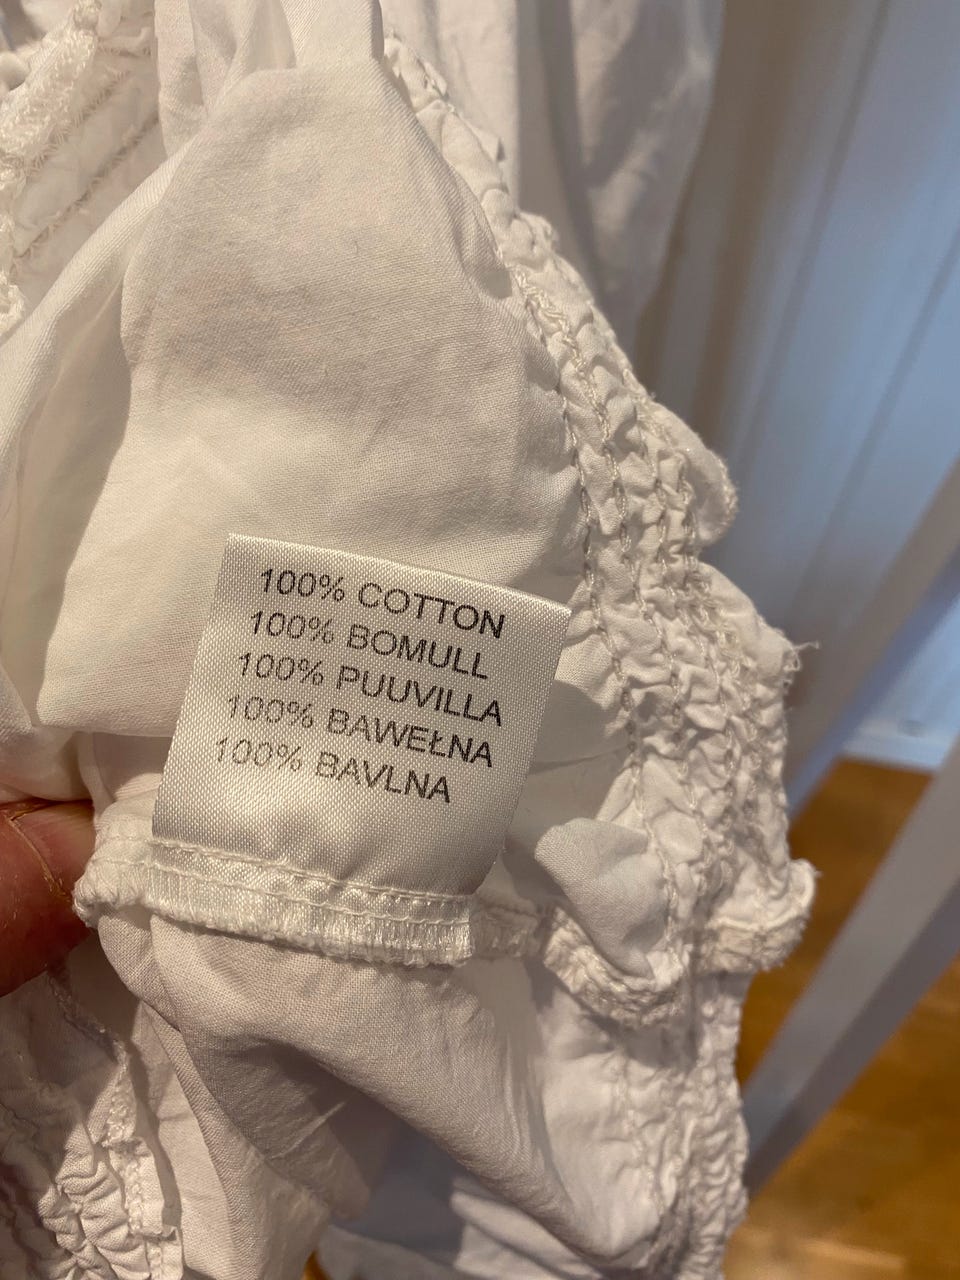 100% COTTON
100% BOMULL
100% PUUVILLA
100% BAWEŁNA
100% BAVLNA